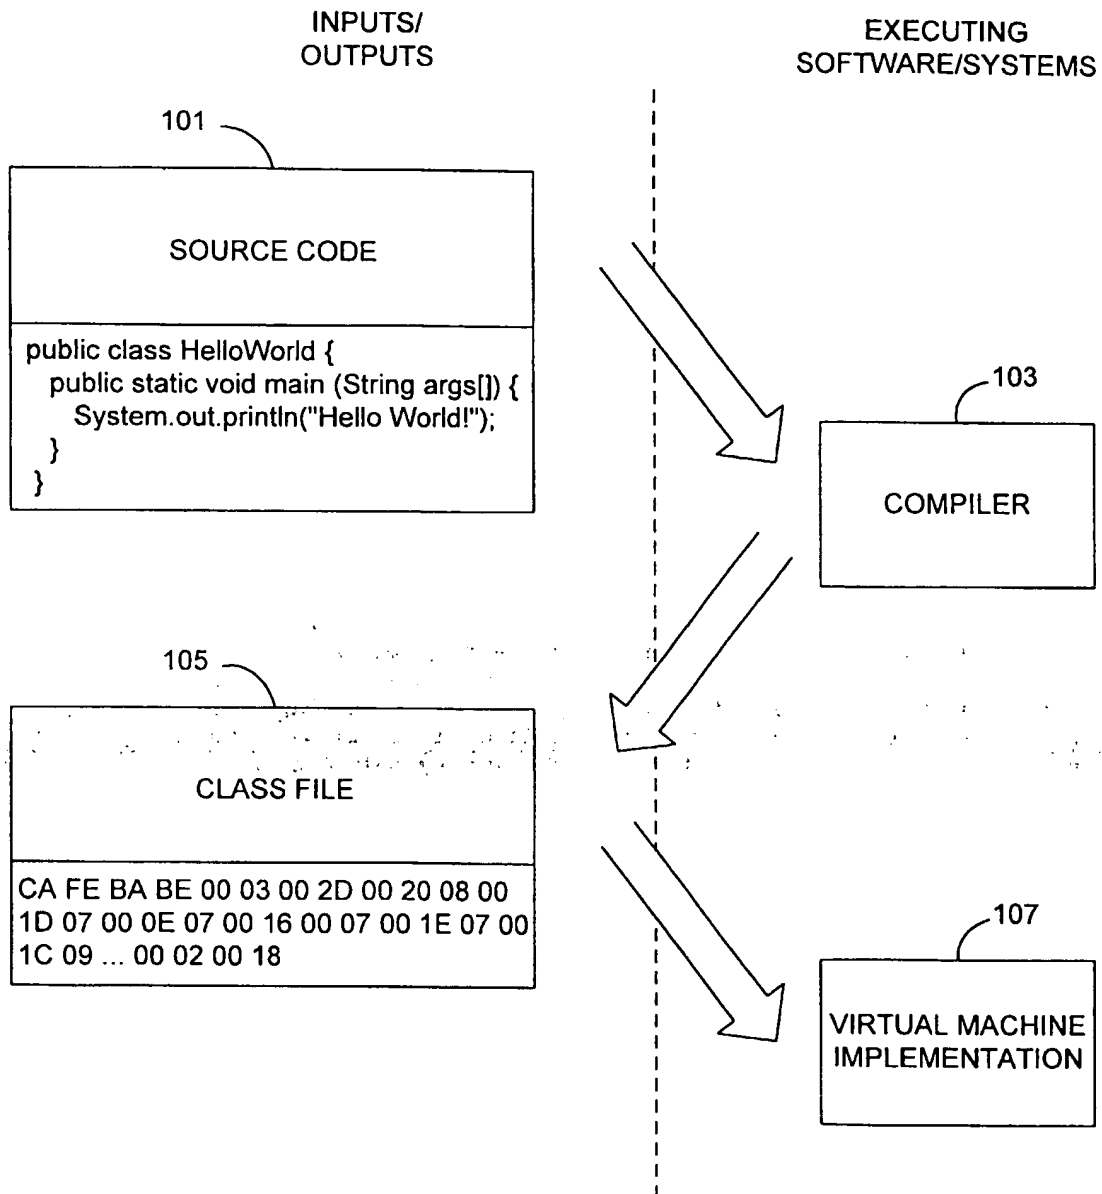 INPUTS/
OUTPUTS
EXECUTING
SOFTWARE/SYSTEMS
101
SOURCE CODE
public class HelloWorld {
public static void main (String args[]) {
System.out.println("Hello World!");
}
}
103
COMPILER
105
CLASS FILE
CA FE BA BE 00 03 00 2D 00 20 08 00
1D 07 00 0E 07 00 16 00 07 00 1E 07 00
1C 09 ... 00 02 00 18
107
VIRTUAL MACHINE
IMPLEMENTATION